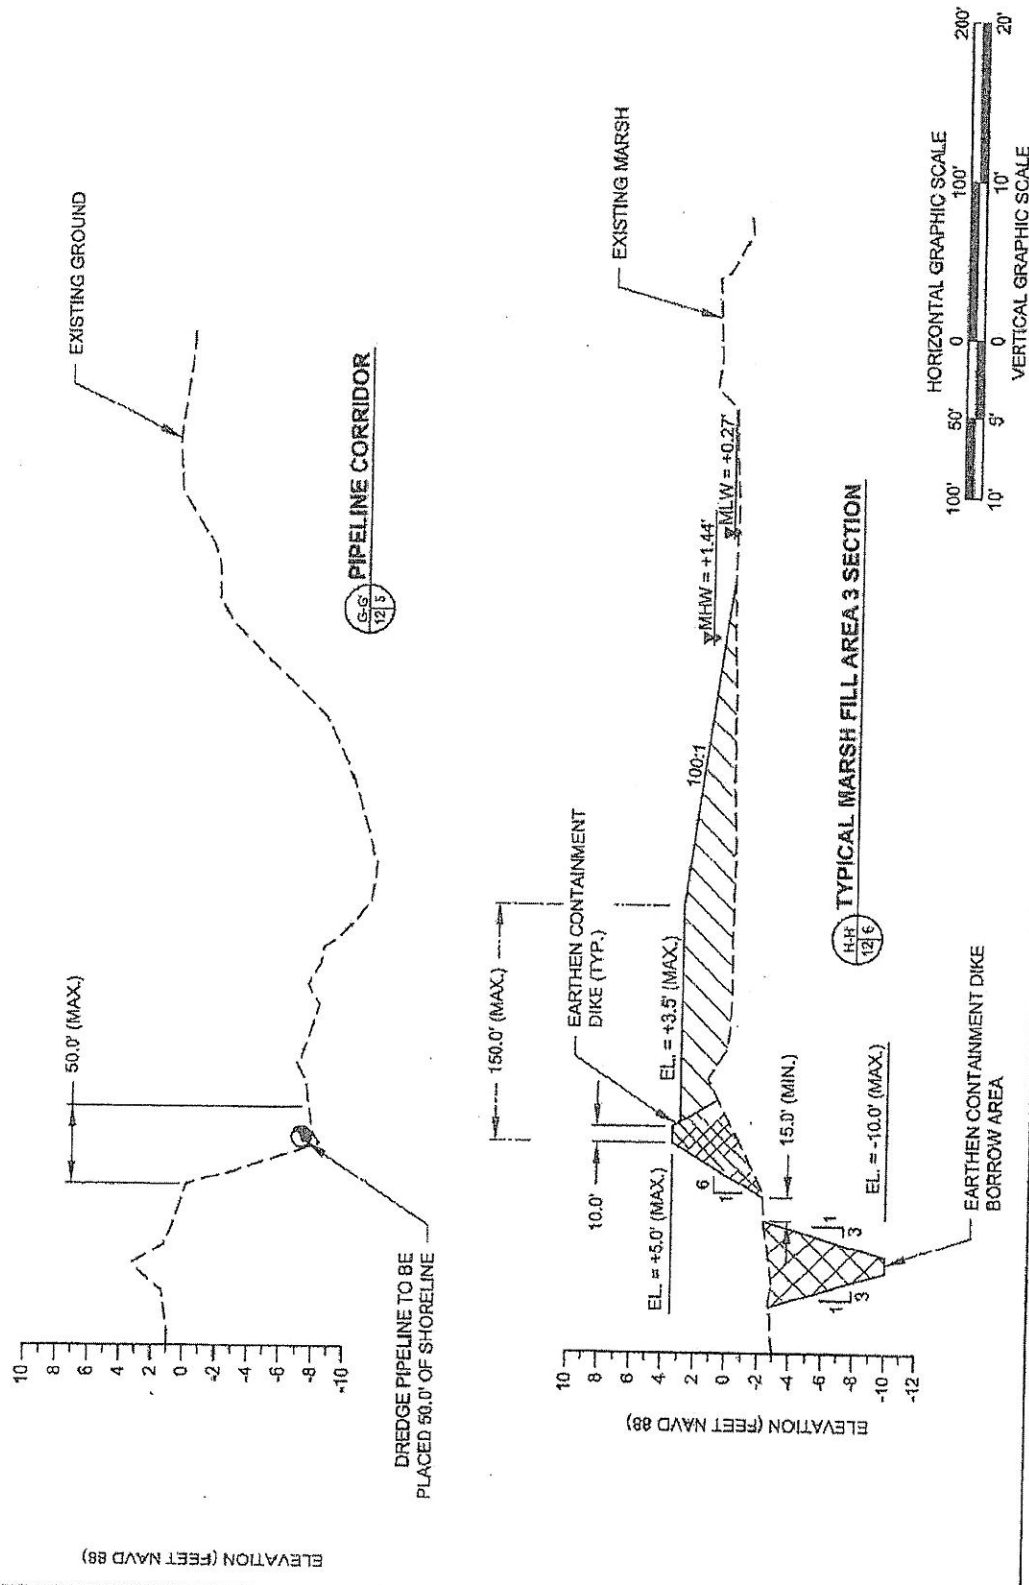 EXISTING GROUND
50.0' (MAX.)
10
8
6
4
2
0
-2
-4
-6
-8
-10
ELEVATION (FEET NAVD 88)
DREDGE PIPELINE TO BE
PLACED 50.0' OF SHORELINE
G-G'
12 5
PIPELINE CORRIDOR
EXISTING MARSH
150.0' (MAX.)
EARTHEN CONTAINMENT
DIKE (TYP.)
10.0'
EL. = +5.0' (MAX.)
EL. = +3.5' (MAX.)
100:1
MHW = +1.44'
MLW = +0.27'
6
1
15.0' (MIN.)
1
3
1
3
EL. = -10.0' (MAX.)
EARTHEN CONTAINMENT DIKE
BORROW AREA
10
8
6
4
2
0
-2
-4
-6
-8
-10
-12
ELEVATION (FEET NAVD 88)
H-H'
12 6
TYPICAL MARSH FILL AREA 3 SECTION
HORIZONTAL GRAPHIC SCALE
100' 50' 0 100' 200'
10' 5' 0 10' 20'
VERTICAL GRAPHIC SCALE